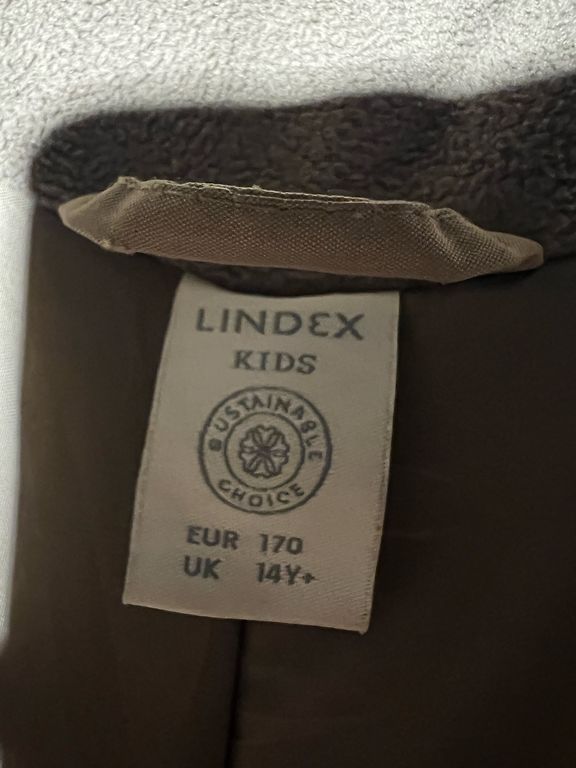 LINDEX
KIDS
SUSTAINABLE
CHOICE
EUR 170
UK 14Y+